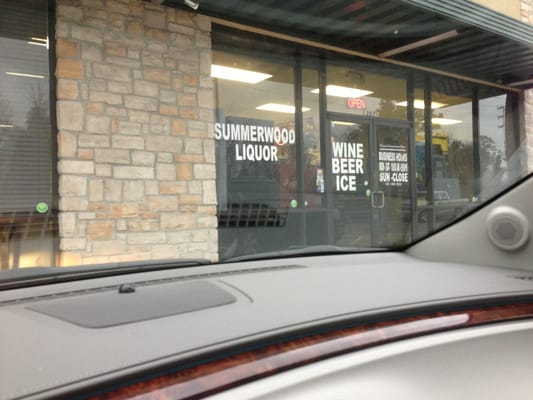 OPEN
SUMMERWOOD
LIQUOR
WINE
BEER
ICE
BUSINESS HOURS
SUN-CLOSE